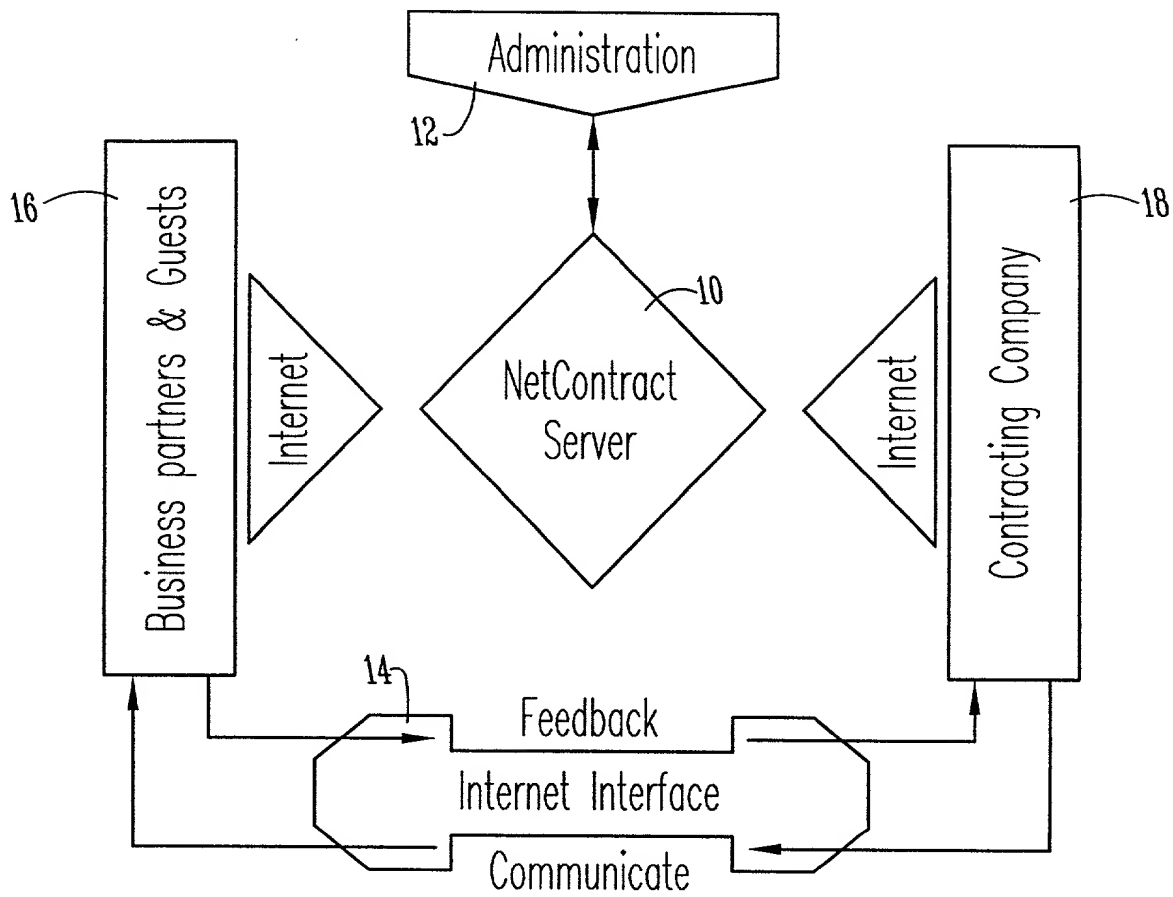 Administration
12
16
18
Business partners & Guests
Internet
10
NetContract
Server
Internet
Contracting Company
14
Feedback
Internet Interface
Communicate